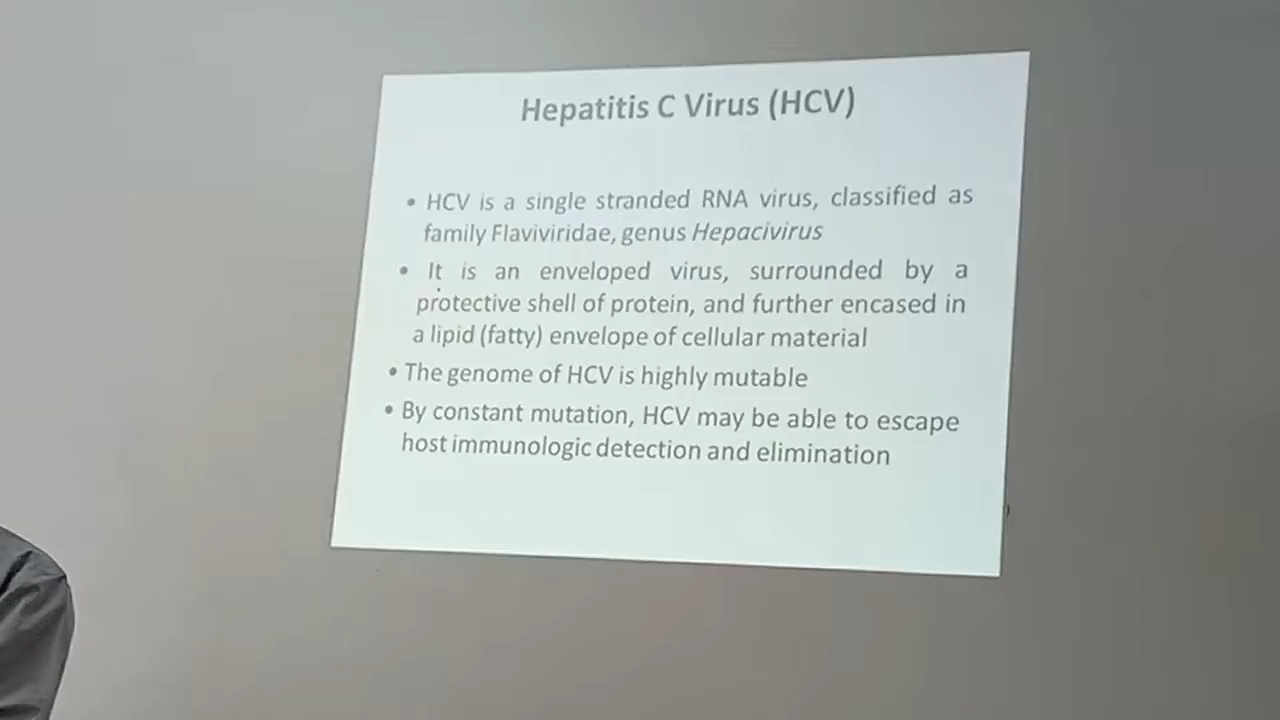 Hepatitis C Virus (HCV)
• HCV is a single stranded RNA virus, classified as
family Flaviviridae, genus Hepacivirus
• It is an enveloped virus, surrounded by a
protective shell of protein, and further encased in
a lipid (fatty) envelope of cellular material
• The genome of HCV is highly mutable
• By constant mutation, HCV may be able to escape
host immunologic detection and elimination